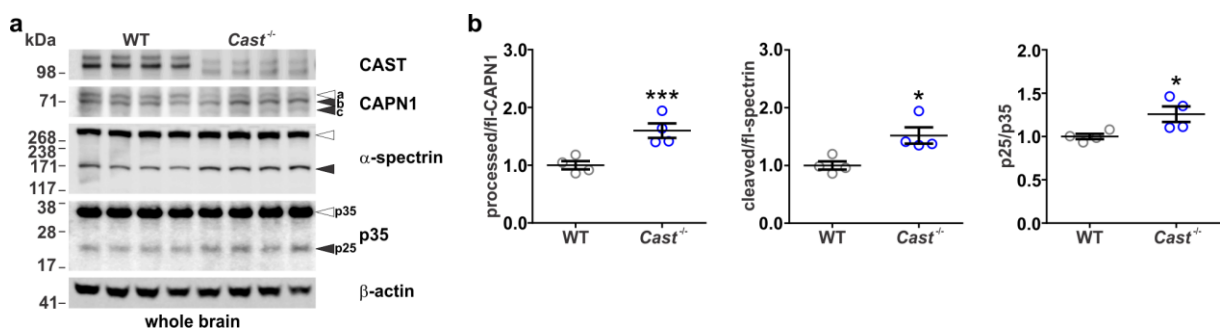 a
kDa
WT Cast-/-
98
CAST
71
a
b
c
CAPN1
268
238
171
117
α-spectrin
38
28
17
p35
p35
p25
41
β-actin
whole brain
b
processed/fl-CAPN1
3.0
2.0
1.0
0.0
***
WT Cast-/-
cleaved/fl-spectrin
3.0
2.0
1.0
0.0
*
WT Cast-/-
p25/p35
2.0
1.5
1.0
0.5
0.0
*
WT Cast-/-